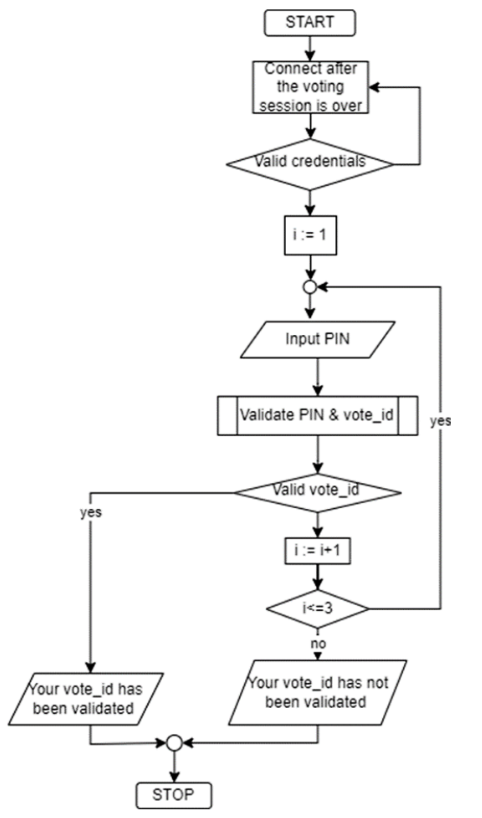 START
Connect after
the voting
session is over
Valid credentials
i := 1
Input PIN
Validate PIN & vote_id
yes
Valid vote_id
yes
i := i+1
i<=3
no
Your vote_id has
been validated
Your vote_id has not
been validated
STOP